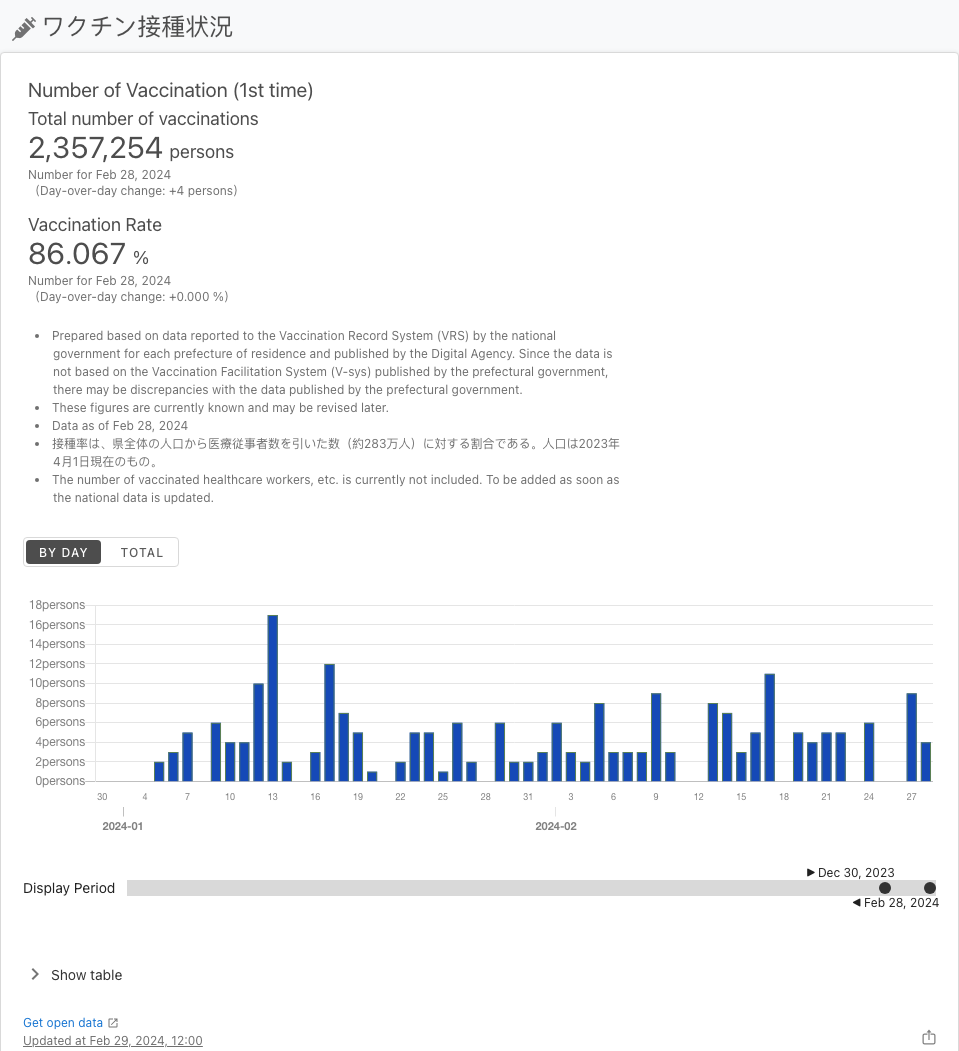 ワクチン接種状況
Number of Vaccination (1st time)
Total number of vaccinations
2,357,254 persons
Number for Feb 28, 2024
(Day-over-day change: +4 persons)
Vaccination Rate
86.067 %
Number for Feb 28, 2024
(Day-over-day change: +0.000 %)
• Prepared based on data reported to the Vaccination Record System (VRS) by the national
government for each prefecture of residence and published by the Digital Agency. Since the data is
not based on the Vaccination Facilitation System (V-sys) published by the prefectural government,
there may be discrepancies with the data published by the prefectural government.
• These figures are currently known and may be revised later.
• Data as of Feb 28, 2024
• 接種率は、県全体の人口から医療従事者数を引いた数（約283万人）に対する割合である。人口は2023年
4月1日現在のもの。
• The number of vaccinated healthcare workers, etc. is currently not included. To be added as soon as
the national data is updated.
BY DAY TOTAL
18persons
16persons
14persons
12persons
10persons
8persons
6persons
4persons
2persons
0persons
30 4 7 10 13 16 19 22 25 28 31 3 6 9 12 15 18 21 24 27
2024-01 2024-02
▶ Dec 30, 2023
Display Period
◀ Feb 28, 2024
Show table
Get open data
Updated at Feb 29, 2024, 12:00